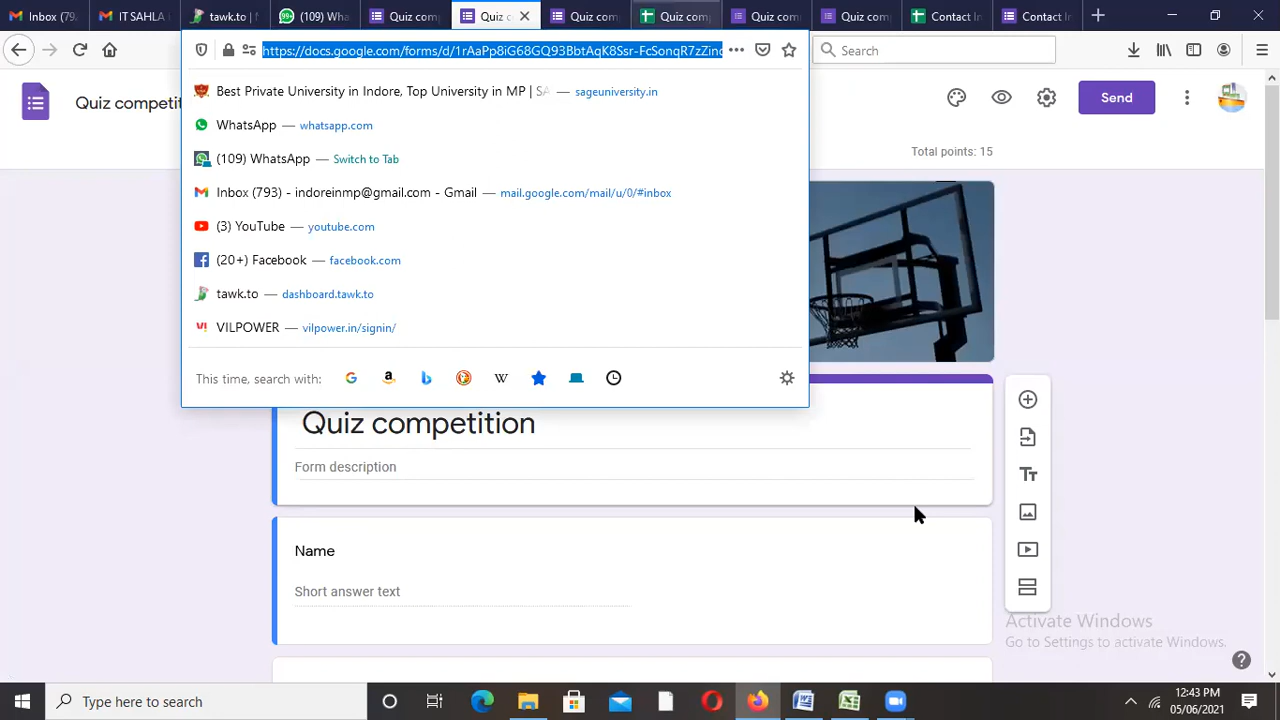 Inbox (793
IT SAHLA
tawk.to |
(109) Wha
Quiz com
Quiz c
Quiz com
Quiz comp
Quiz com
Quiz com
Contact In
Contact In
https://docs.google.com/forms/d/1rAaPp8iG68GQ93BbtAqK8Ssr-FcSonqR7zZin
Search
Quiz competit
Send
Total points: 15
Best Private University in Indore, Top University in MP | SA — sageuniversity.in
WhatsApp — whatsapp.com
(109) WhatsApp — Switch to Tab
Inbox (793) - indoreinmp@gmail.com - Gmail — mail.google.com/mail/u/0/#inbox
(3) YouTube — youtube.com
(20+) Facebook — facebook.com
tawk.to — dashboard.tawk.to
VILPOWER — vilpower.in/signin/
This time, search with:
Quiz competition
Form description
Name
Short answer text
Activate Windows
Go to Settings to activate Windows.
Type here to search
12:43 PM
05/06/2021